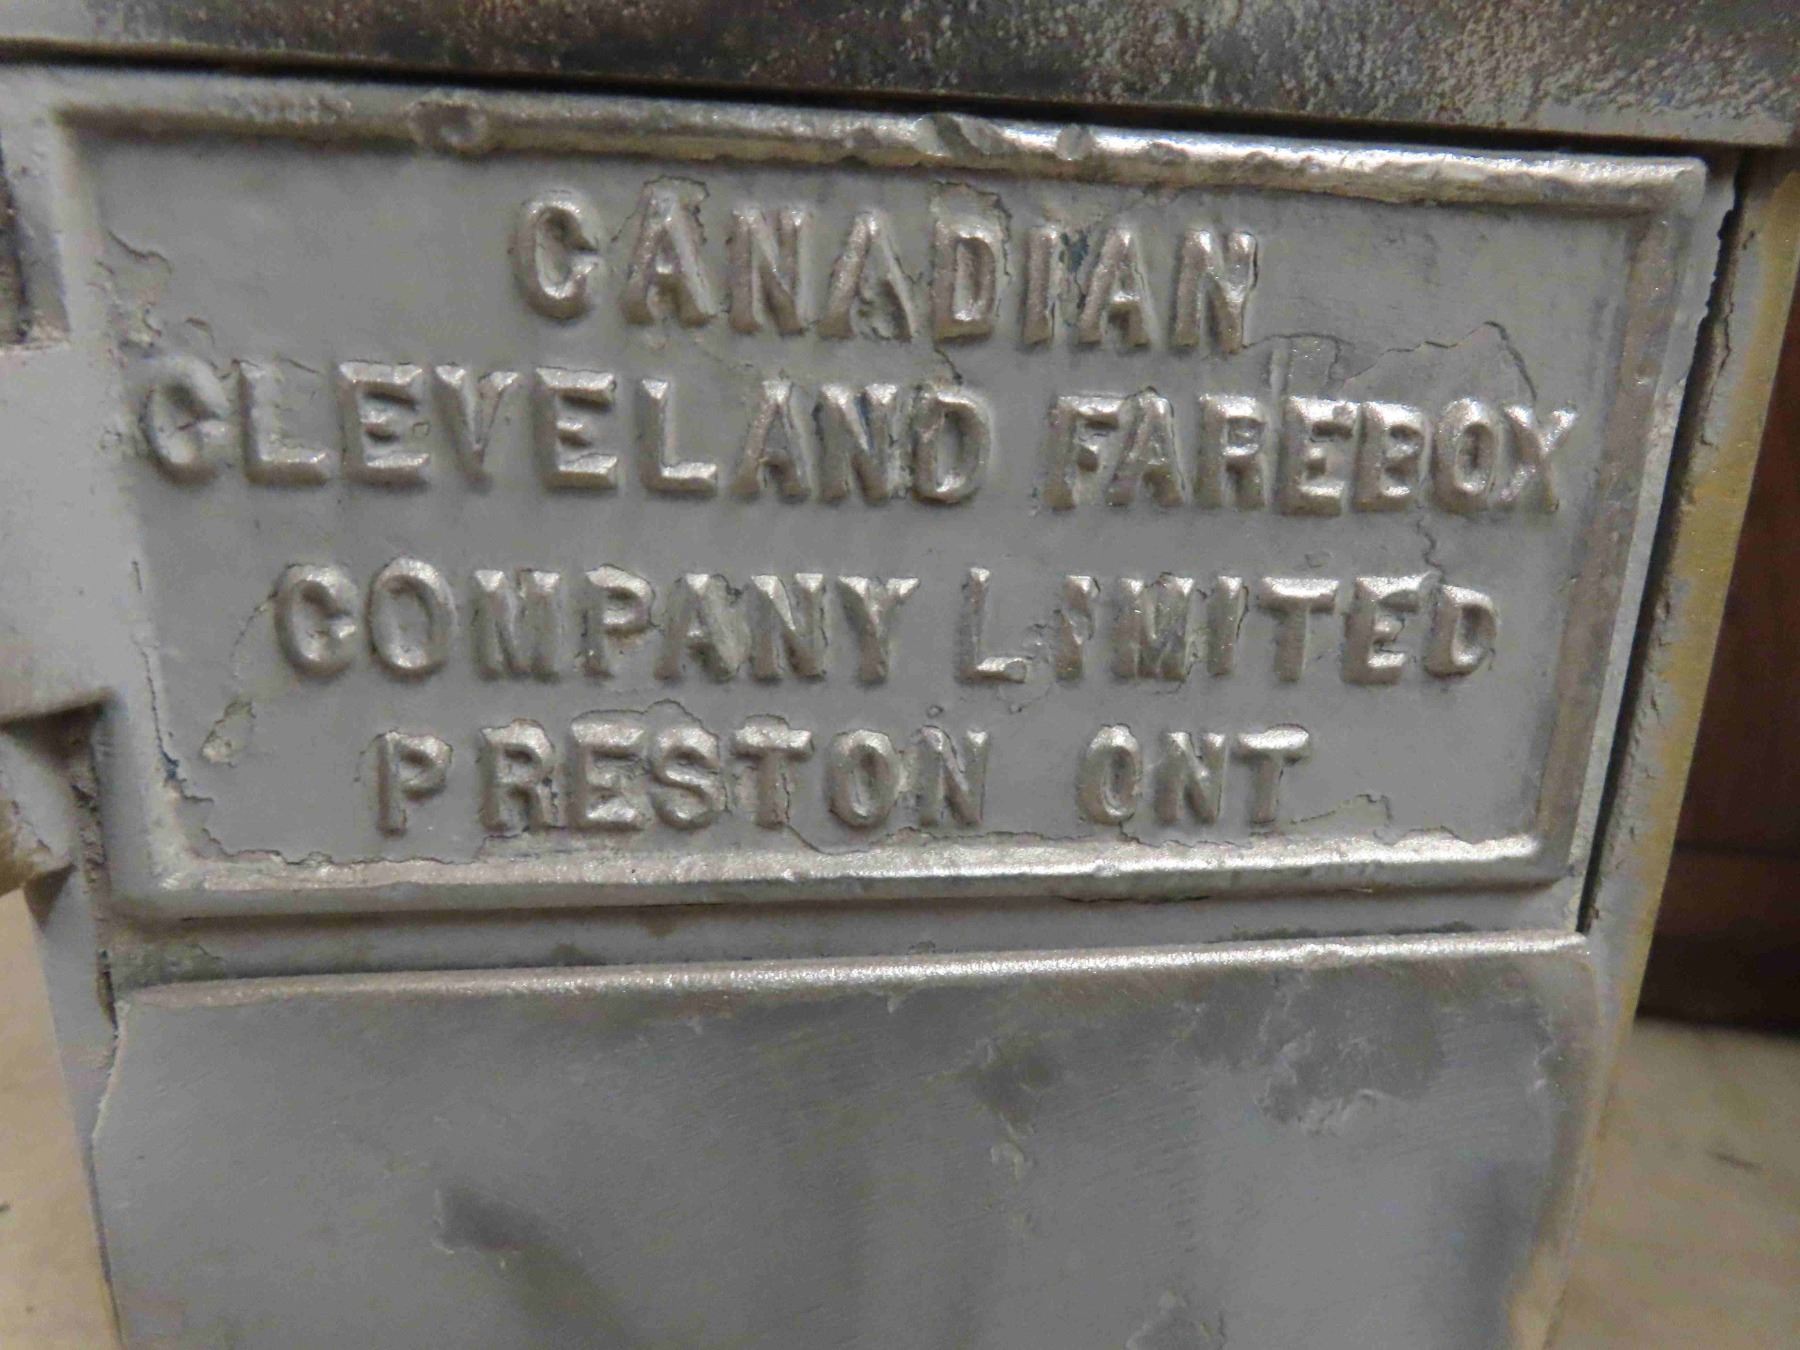 CANADIAN
CLEVELAND FAREBOX
COMPANY LIMITED
PRESTON ONT